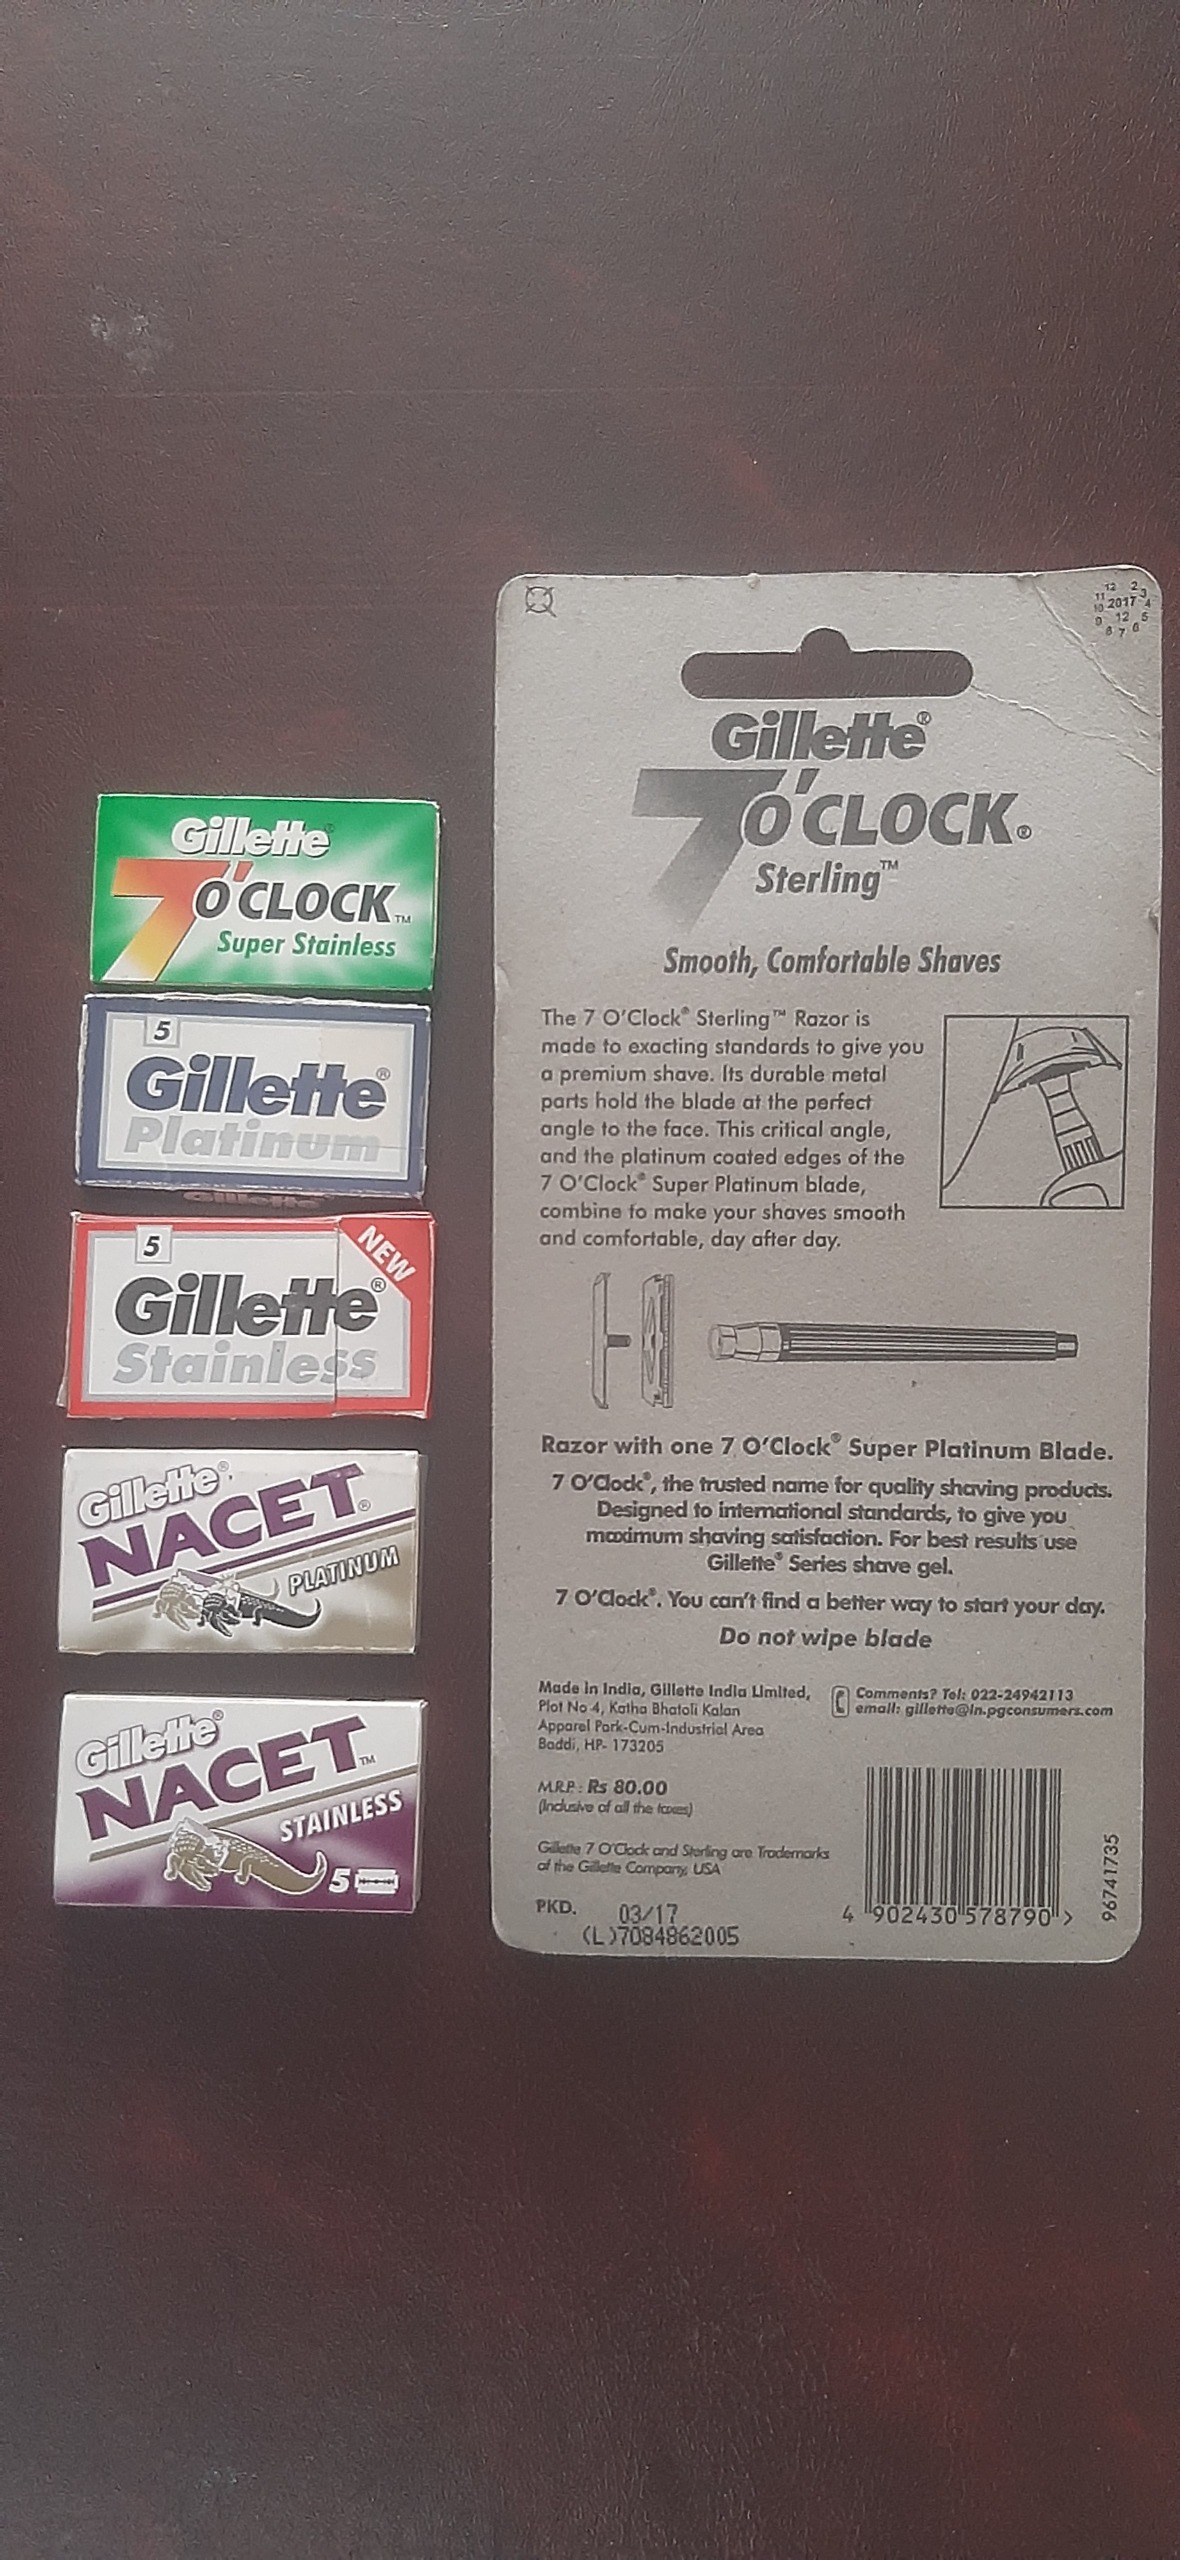 Gillette®
7 O'CLOCK™
Super Stainless
5
Gillette®
Platinum
Gillette
5
NEW
Gillette®
Stainless
Gillette®
NACET®
PLATINUM
Gillette®
NACET™
STAINLESS
5
12 2
11 3
10 2017 4
9 12 5
8 7 6
Gillette®
7 O'CLOCK®
Sterling™
Smooth, Comfortable Shaves
The 7 O'Clock® Sterling™ Razor is
made to exacting standards to give you
a premium shave. Its durable metal
parts hold the blade at the perfect
angle to the face. This critical angle,
and the platinum coated edges of the
7 O'Clock® Super Platinum blade,
combine to make your shaves smooth
and comfortable, day after day.
Razor with one 7 O'Clock® Super Platinum Blade.
7 O'Clock®, the trusted name for quality shaving products.
Designed to international standards, to give you
maximum shaving satisfaction. For best results use
Gillette® Series shave gel.
7 O'Clock®. You can't find a better way to start your day.
Do not wipe blade
Made in India, Gillette India Limited,
Plot No 4, Katha Bhatoli Kalan
Apparel Park-Cum-Industrial Area
Baddi, HP- 173205
Comments? Tel: 022-24942113
email: gillette@in.pgconsumers.com
M.R.P.: Rs 80.00
(Inclusive of all the taxes)
Gillette 7 O'Clock and Sterling are Trademarks
of the Gillette Company, USA
PKD. 03/17
(L)7084862005
4 902430 578790 >
96741735